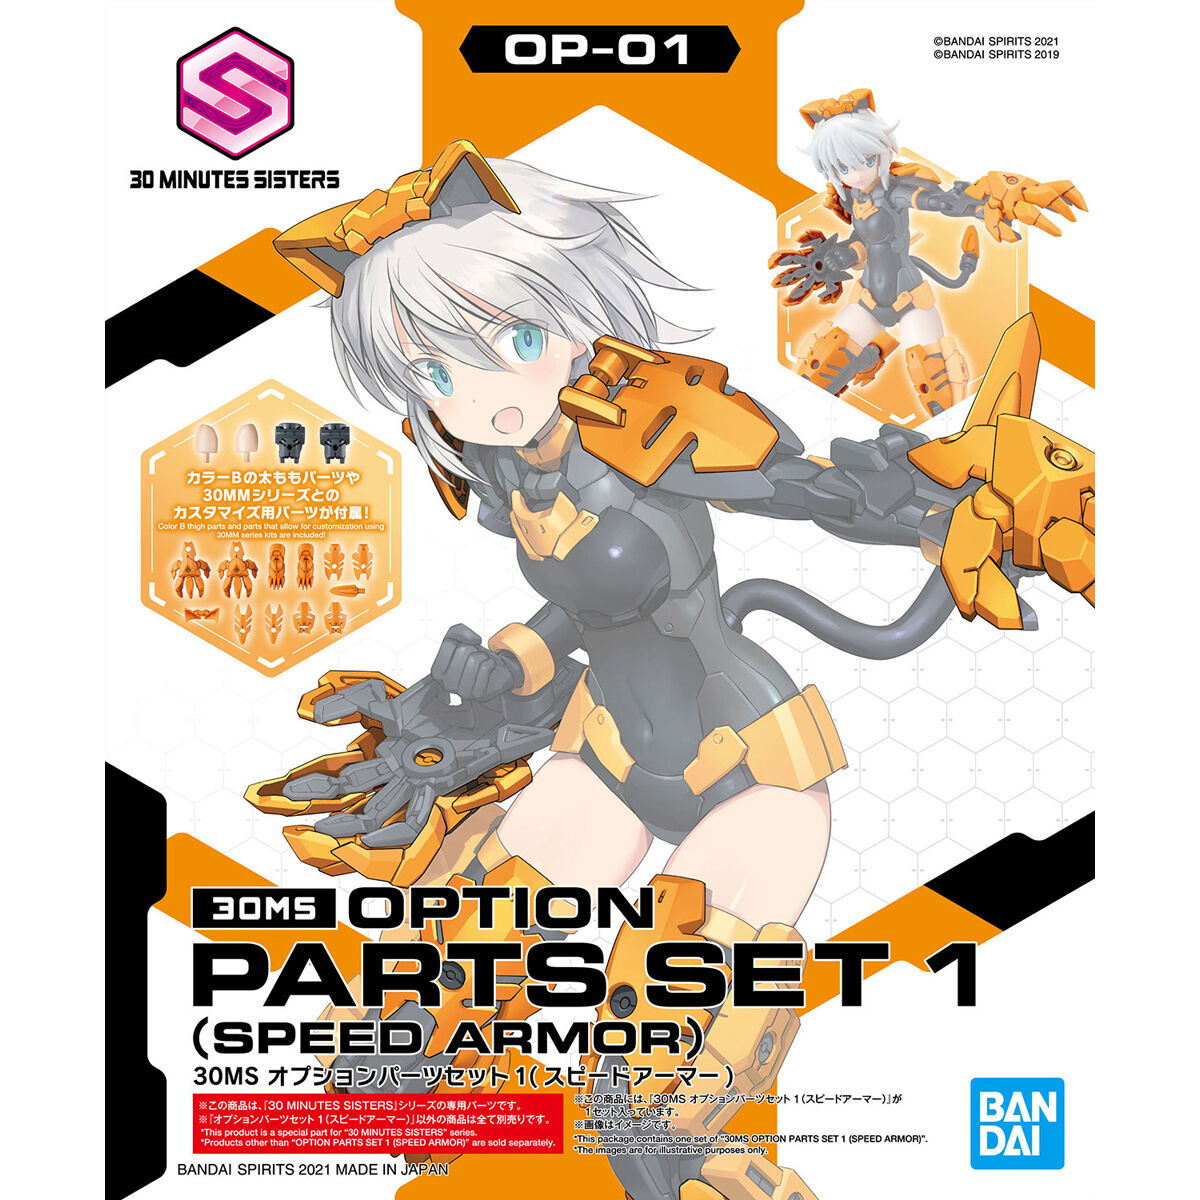 OP-01
©BANDAI SPIRITS 2021
©BANDAI SPIRITS 2019
S
30 MINUTES SISTERS
カラーBの太ももパーツや
30MMシリーズとの
カスタマイズ用パーツが付属!
Color B thigh parts and parts that allow for customization using
30MM series kits are included!
30MS OPTION
PARTS SET 1
(SPEED ARMOR)
30MS オプションパーツセット 1(スピードアーマー)
※この商品は、『30 MINUTES SISTERS』シリーズの専用パーツです。
※『オプションパーツセット 1(スピードアーマー)』以外の商品は全て別売りです。
*This product is a special part for "30 MINUTES SISTERS" series.
*Products other than "OPTION PARTS SET 1 (SPEED ARMOR)" are sold separately.
※この商品には、『30MS オプションパーツセット 1(スピードアーマー)』が
1セット入っています。
※画像はイメージです。
*This package contains one set of "30MS OPTION PARTS SET 1 (SPEED ARMOR)".
*The images are for illustrative purposes only.
BANDAI SPIRITS 2021 MADE IN JAPAN
BAN
DAI